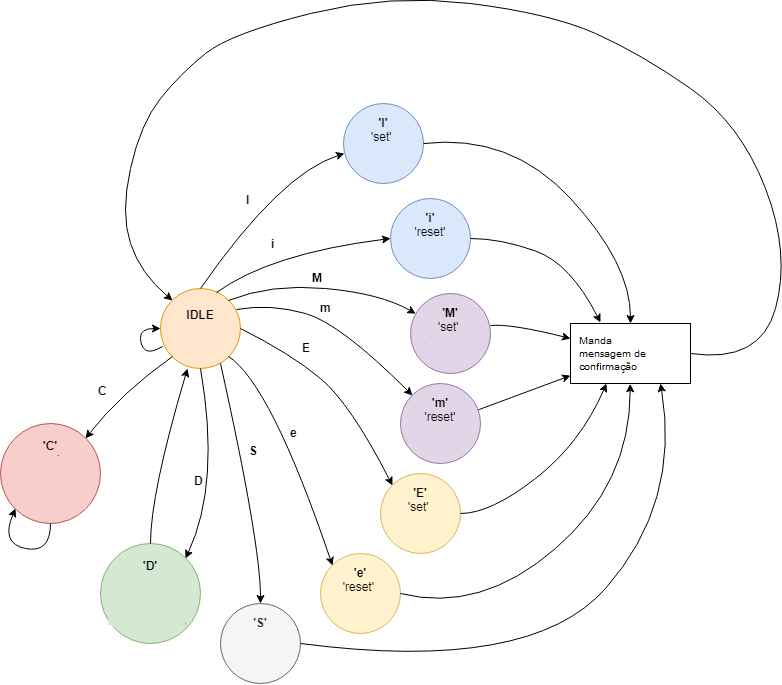 'I'
'set'
I
'i'
'reset'
i
M
'M'
'set'
m
IDLE
E
Manda
mensagem de
confirmação
C
'm'
'reset'
e
'C'
S
D
'E'
'set'
'D'
'e'
'reset'
'S'